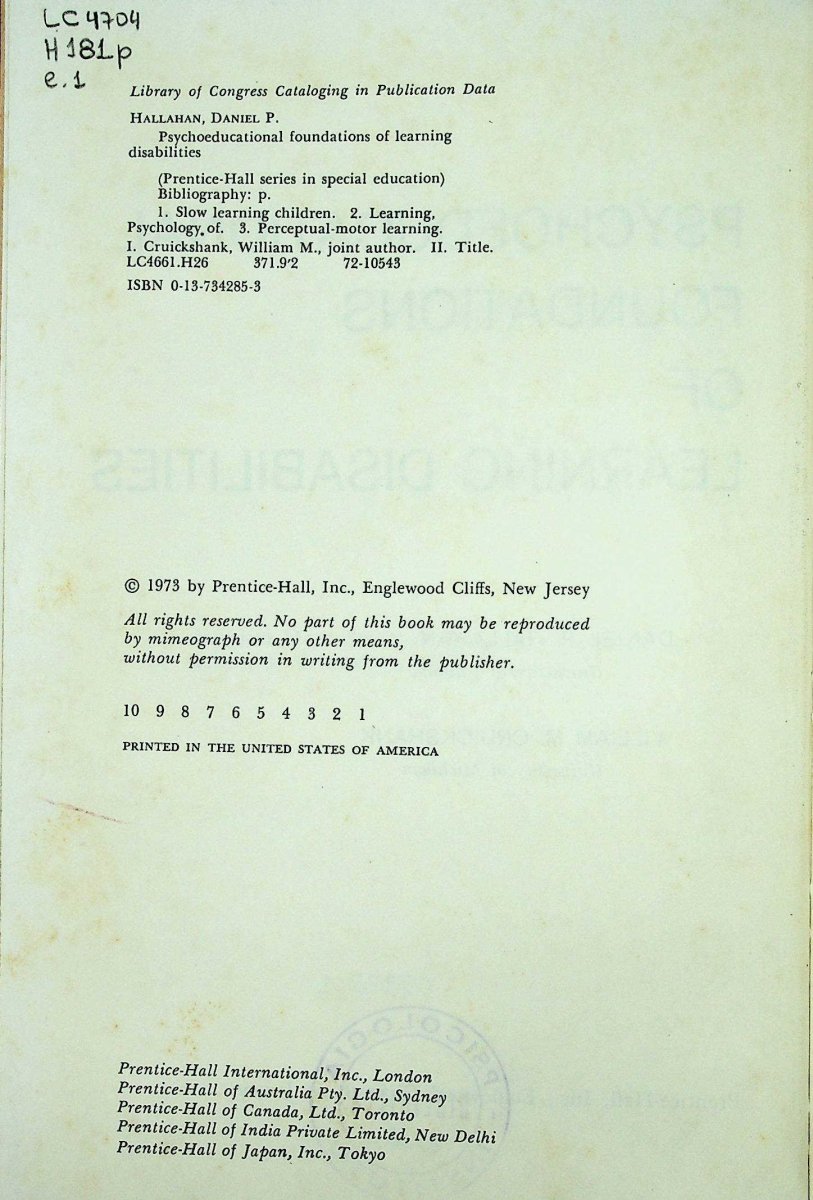 LC 4704
H 181p
e. 1
Library of Congress Cataloging in Publication Data
HALLAHAN, DANIEL P.
Psychoeducational foundations of learning
disabilities
(Prentice-Hall series in special education)
Bibliography: p.
1. Slow learning children. 2. Learning,
Psychology of. 3. Perceptual-motor learning.
I. Cruickshank, William M., joint author. II. Title.
LC4661.H26 371.9'2 72-10543
ISBN 0-13-734285-3
FOUNDATIONS
OF
LEARNING DISABILITIES
© 1973 by Prentice-Hall, Inc., Englewood Cliffs, New Jersey
All rights reserved. No part of this book may be reproduced
by mimeograph or any other means,
without permission in writing from the publisher.
10 9 8 7 6 5 4 3 2 1
PRINTED IN THE UNITED STATES OF AMERICA
Prentice-Hall International, Inc., London
Prentice-Hall of Australia Pty. Ltd., Sydney
Prentice-Hall of Canada, Ltd., Toronto
Prentice-Hall of India Private Limited, New Delhi
Prentice-Hall of Japan, Inc., Tokyo